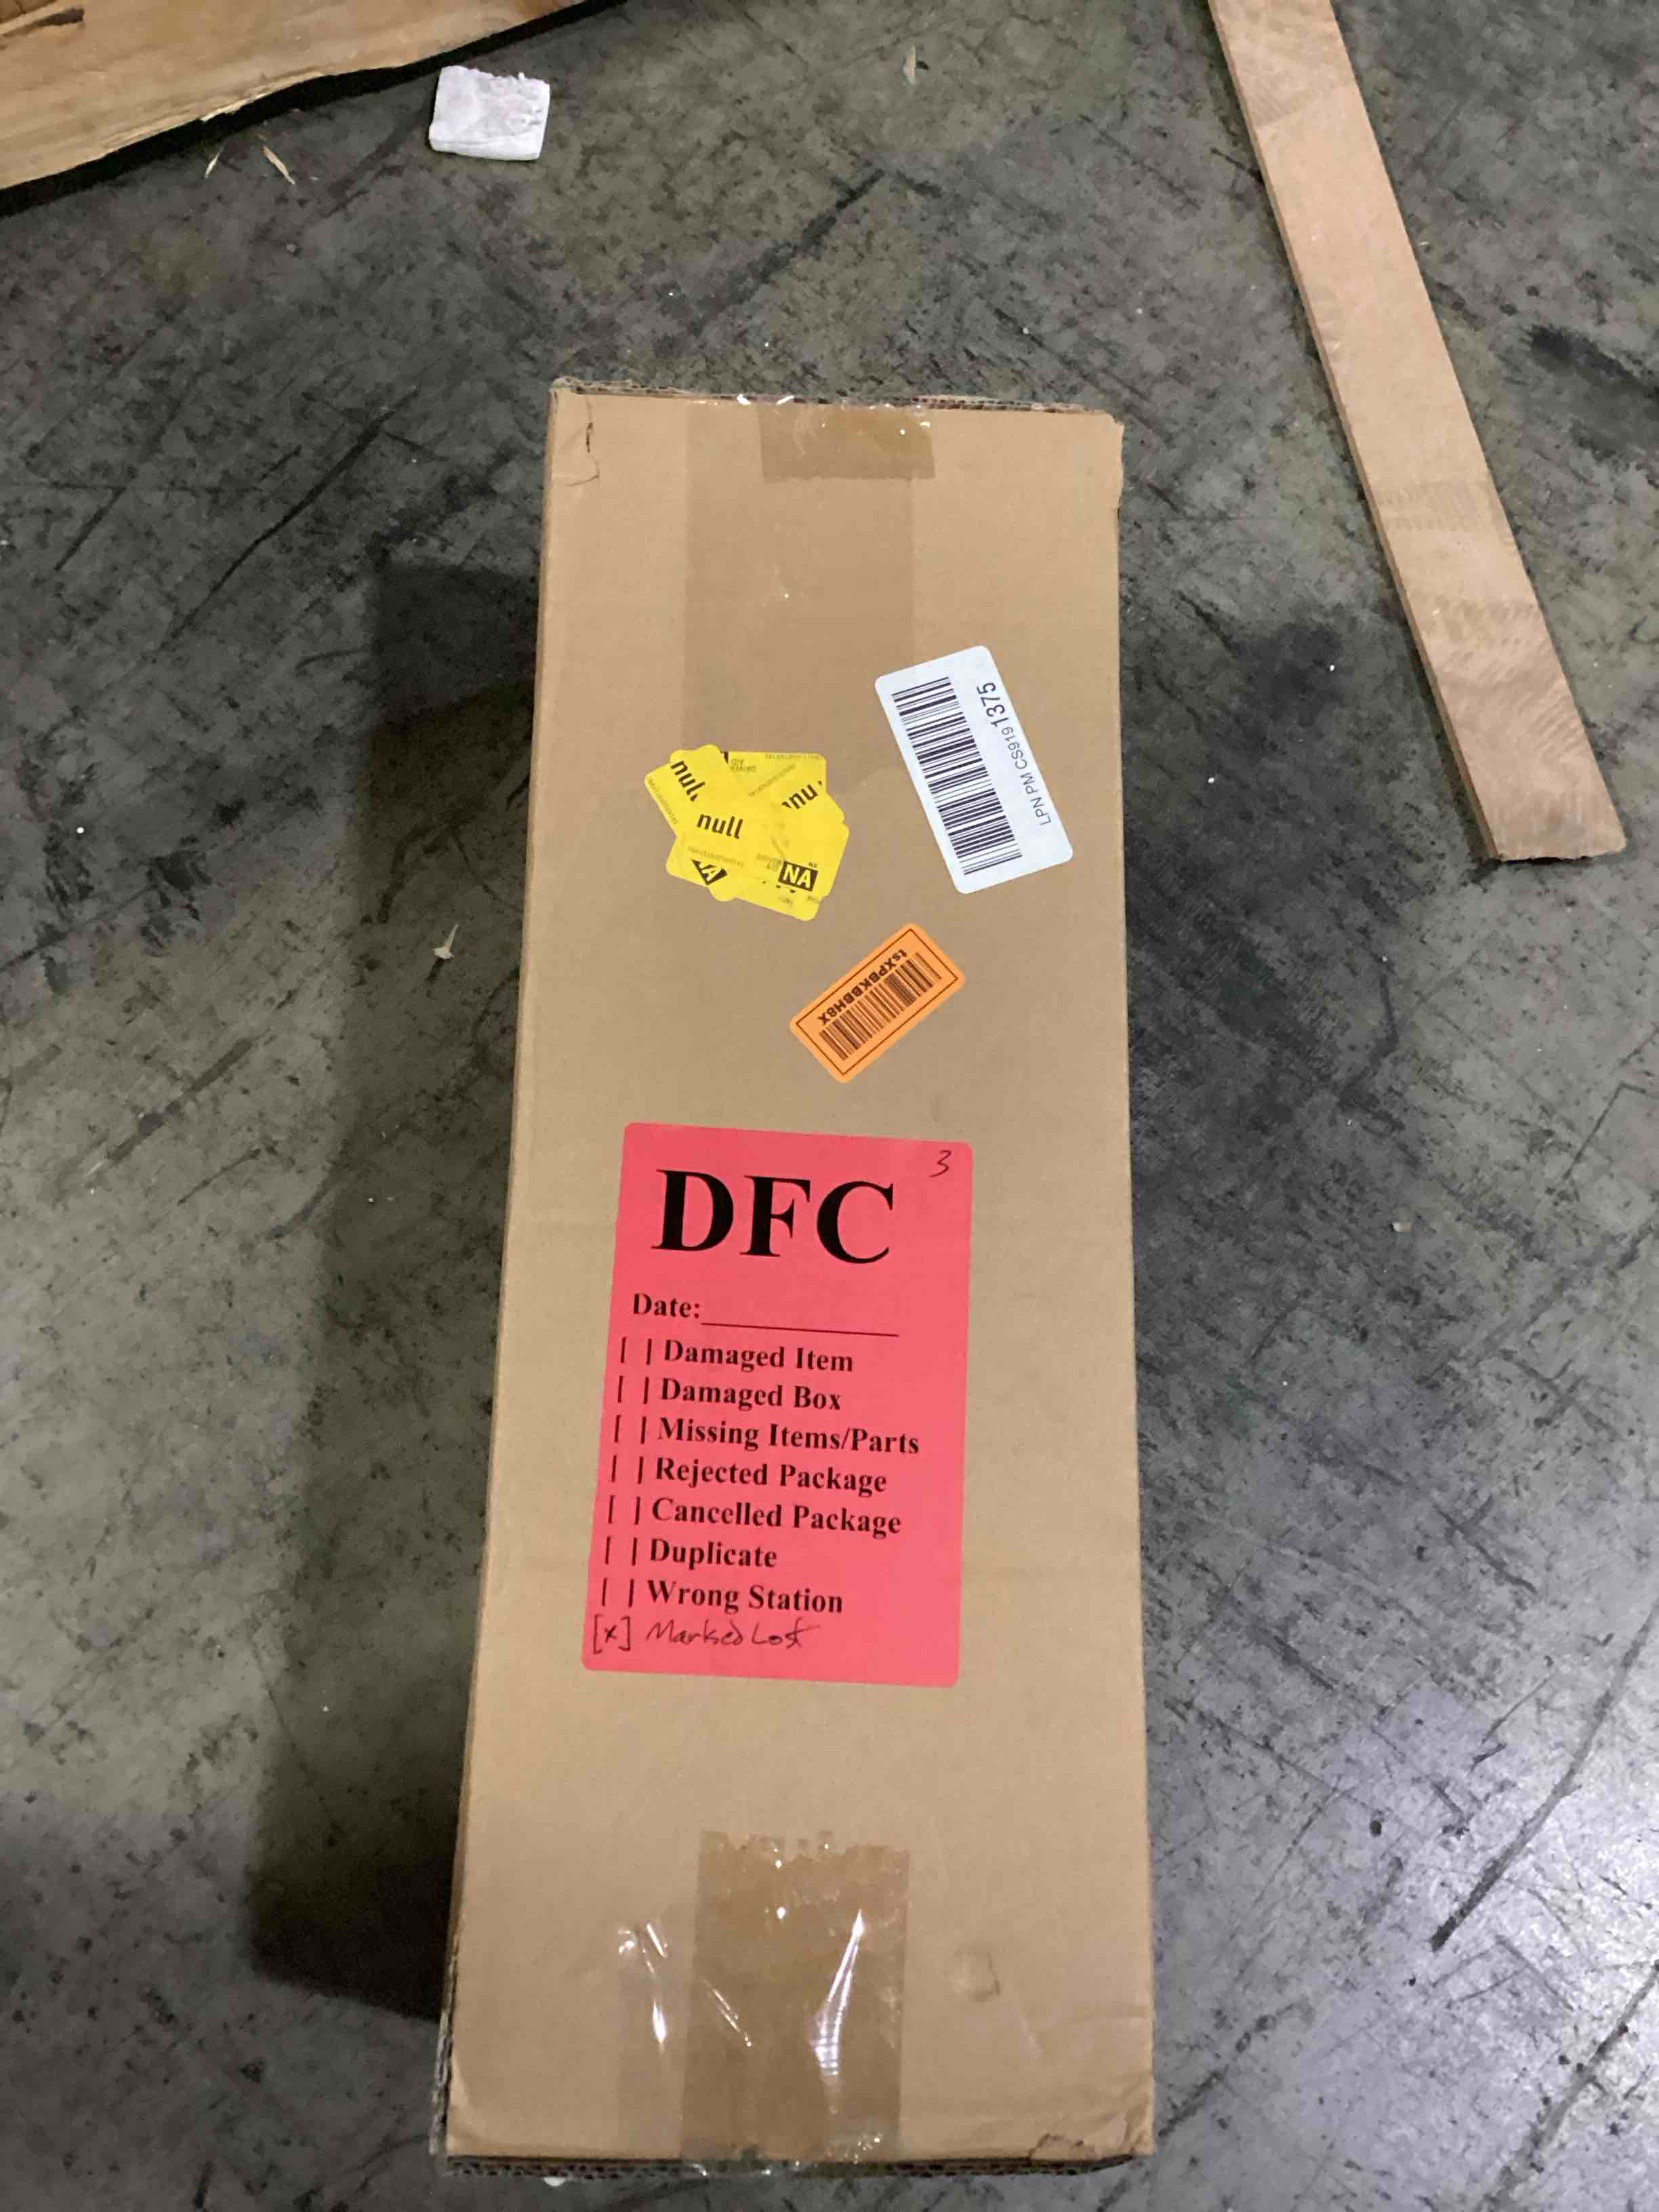 null
null
NA
LPN PM CS9191375
tsXPBKBBH8X
3
DFC
Date:
[ ] Damaged Item
[ ] Damaged Box
[ ] Missing Items/Parts
[ ] Rejected Package
[ ] Cancelled Package
[ ] Duplicate
[ ] Wrong Station
[x] Marked Lost